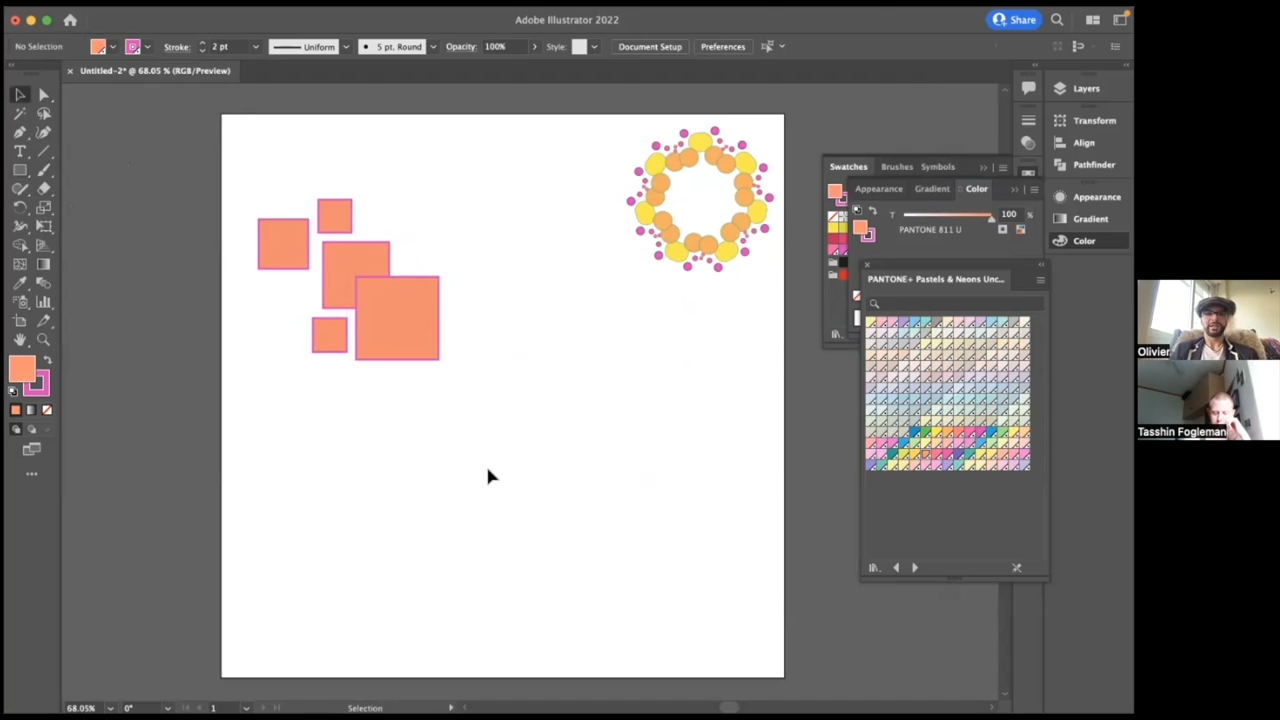 Adobe Illustrator 2022
Share
No Selection
Stroke:
2 pt
Uniform
5 pt. Round
Opacity:
100%
Style:
Document Setup
Preferences
× Untitled-2* @ 68.05 % (RGB/Preview)
Layers
Transform
Align
Pathfinder
Appearance
Gradient
Color
Swatches
Brushes
Symbols
Appearance
Gradient
Color
T
100
%
PANTONE 811 U
PANTONE+ Pastels & Neons Unc...
Olivier
Tasshin Fogleman
68.05%
0°
1
Selection